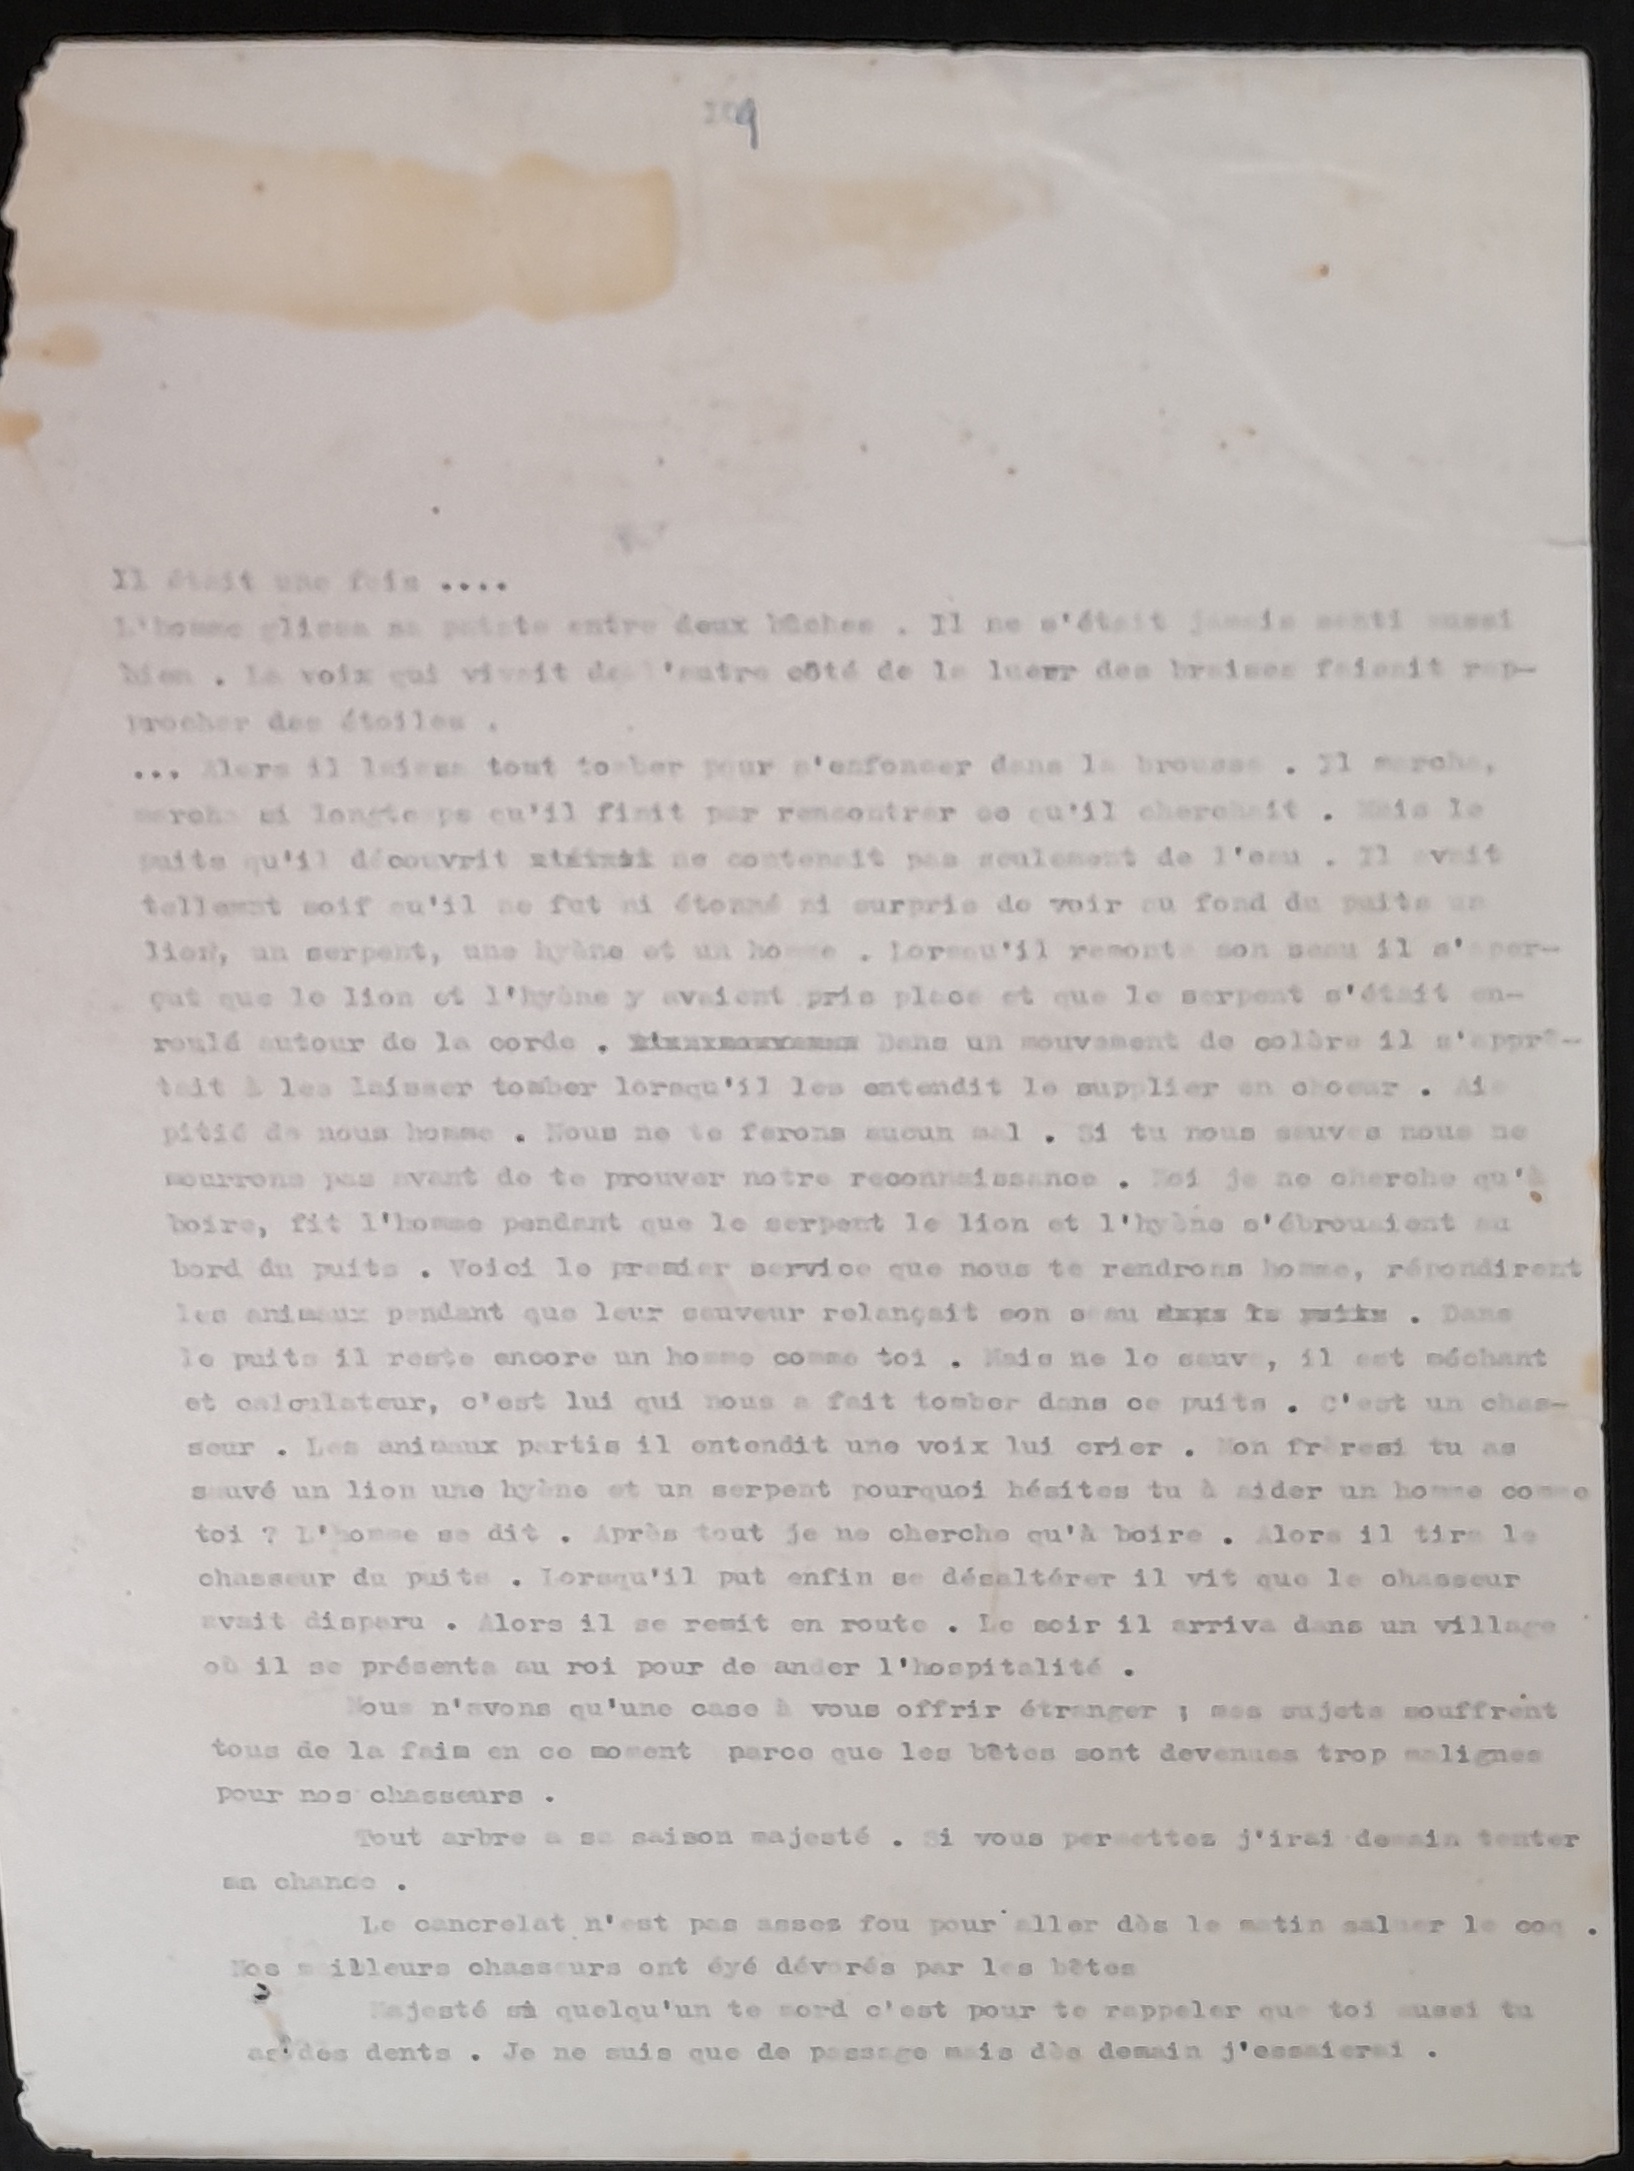 109
Il était une fois ....
L'homme glissa sa patate entre deux bûches . Il ne s'était jamais senti aussi
bien . La voix qui vivait de l'autre côté de la lueur des braises faisait rap-
procher des étoiles .
... Alors il laissa tout tomber pour s'enfoncer dans la brousse . Il marcha,
marcha si longtemps qu'il finit par rencontrer ce qu'il cherchait . Mais le
puits qu'il découvrit ne contenait pas seulement de l'eau . Il avait
tellemnt soif qu'il ne fut ni étonné ni surpris de voir au fond du puits un
lion, un serpent, une hyène et un homme . Lorsqu'il remonta son seau il s'aper-
çut que le lion et l'hyène y avaient pris place et que le serpent s'était en-
roulé autour de la corde . Dans un mouvement de colère il s'apprê-
tait à les laisser tomber lorsqu'il les entendit le supplier en choeur . Aie
pitié de nous homme . Nous ne te ferons aucun mal . Si tu nous sauves nous ne
mourrons pas avant de te prouver notre reconnaissance . Moi je ne cherche qu'à
boire, fit l'homme pendant que le serpent le lion et l'hyène s'ébrouaient au
bord du puits . Voici le premier service que nous te rendrons homme, répondirent
les animaux pendant que leur sauveur relançait son seau dans le puits . Dans
le puits il reste encore un homme comme toi . Mais ne le sauve, il est méchant
et calculateur, c'est lui qui nous a fait tomber dans ce puits . C'est un chas-
seur . Les animaux partis il entendit une voix lui crier . Mon frèresi tu as
sauvé un lion une hyène et un serpent pourquoi hésites tu à aider un homme comme
toi ? L'homme se dit . Après tout je ne cherche qu'à boire . Alors il tira le
chasseur du puits . Lorsqu'il put enfin se désaltérer il vit que le chasseur
avait disparu . Alors il se remit en route . Le soir il arriva dans un village
où il se présenta au roi pour demander l'hospitalité .
Nous n'avons qu'une case à vous offrir étranger ; mes sujets souffrent
tous de la faim en ce moment parce que les bêtes sont devenues trop malignes
pour nos chasseurs .
Tout arbre a sa saison majesté . Si vous permettez j'irai demain tenter
ma chance .
Le cancrelat n'est pas assez fou pour aller dès le matin saluer le coq .
Nos meilleurs chasseurs ont éyé dévorés par les bêtes
Majesté si quelqu'un te mord c'est pour te rappeler que toi aussi tu
as des dents . Je ne suis que de passage mais dès demain j'essaierai .